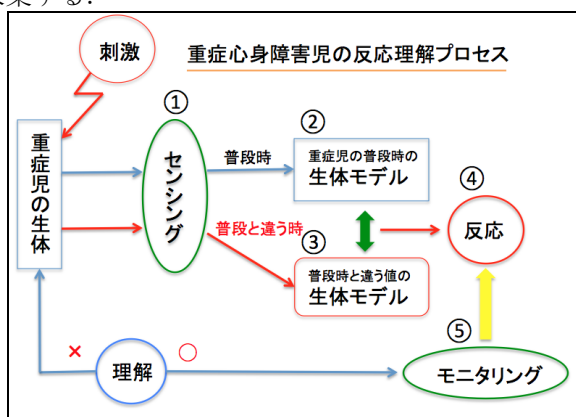 集する.
刺激
重症心身障害児の反応理解プロセス
①
②
重症児の生体
センシング
普段時
重症児の普段時の
生体モデル
④
普段と違う時
反応
③
普段時と違う値の
生体モデル
⑤
×
○
理解
モニタリング